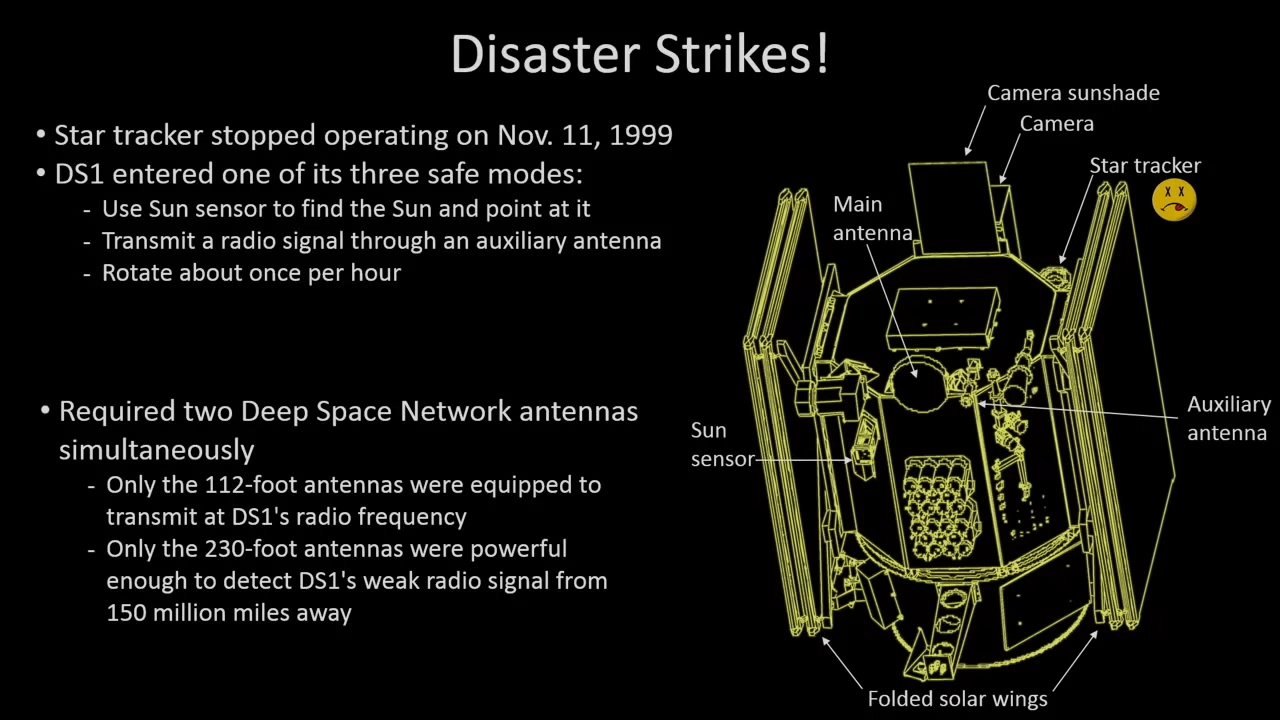 Disaster Strikes!
• Star tracker stopped operating on Nov. 11, 1999
• DS1 entered one of its three safe modes:
- Use Sun sensor to find the Sun and point at it
- Transmit a radio signal through an auxiliary antenna
- Rotate about once per hour
• Required two Deep Space Network antennas
simultaneously
- Only the 112-foot antennas were equipped to
transmit at DS1's radio frequency
- Only the 230-foot antennas were powerful
enough to detect DS1's weak radio signal from
150 million miles away
Camera sunshade
Camera
Star tracker
Main
antenna
Auxiliary
antenna
Sun
sensor
Folded solar wings